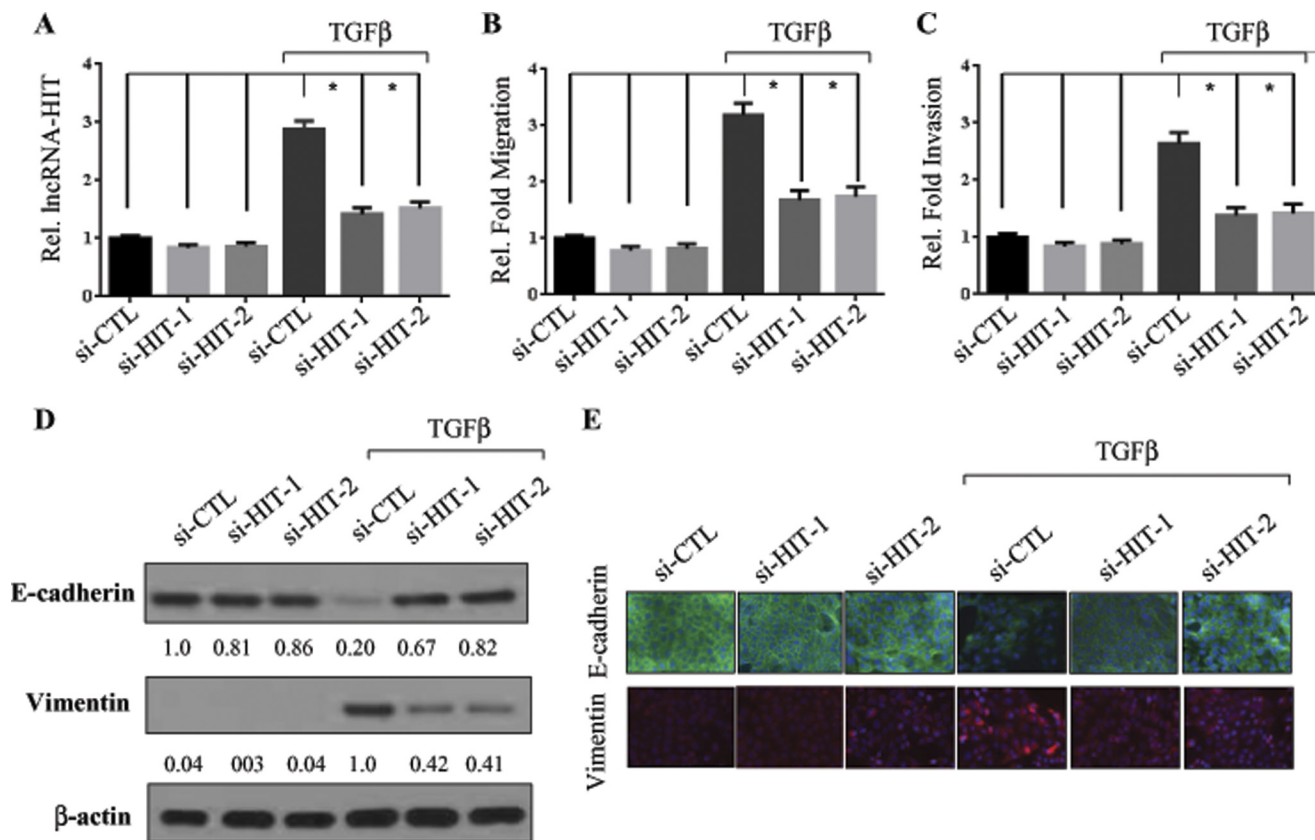 A
TGFβ
Rel. lncRNA-HIT
4
3
2
1
0
* *
si-CTL si-HIT-1 si-HIT-2 si-CTL si-HIT-1 si-HIT-2
B
TGFβ
Rel. Fold Migration
4
3
2
1
0
* *
si-CTL si-HIT-1 si-HIT-2 si-CTL si-HIT-1 si-HIT-2
C
TGFβ
Rel. Fold Invasion
4
3
2
1
0
* *
si-CTL si-HIT-1 si-HIT-2 si-CTL si-HIT-1 si-HIT-2
D
TGFβ
si-CTL si-HIT-1 si-HIT-2 si-CTL si-HIT-1 si-HIT-2
E-cadherin
1.0 0.81 0.86 0.20 0.67 0.82
Vimentin
0.04 003 0.04 1.0 0.42 0.41
β-actin
E
TGFβ
si-CTL si-HIT-1 si-HIT-2 si-CTL si-HIT-1 si-HIT-2
E-cadherin
Vimentin